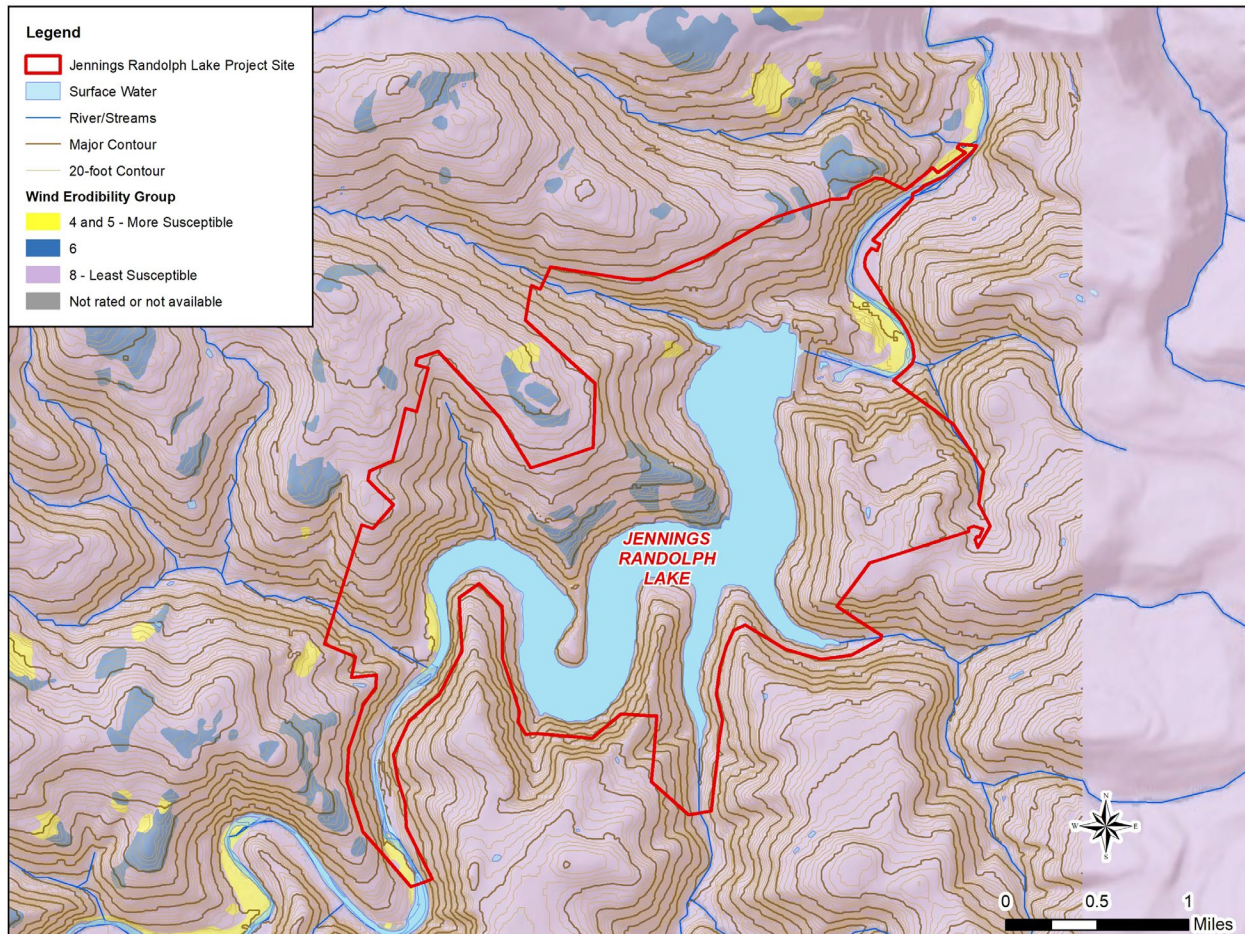 Legend
Jennings Randolph Lake Project Site
Surface Water
River/Streams
Major Contour
20-foot Contour
Wind Erodibility Group
4 and 5 - More Susceptible
6
8 - Least Susceptible
Not rated or not available
JENNINGS
RANDOLPH
LAKE
N
W E
S
0 0.5 1
Miles